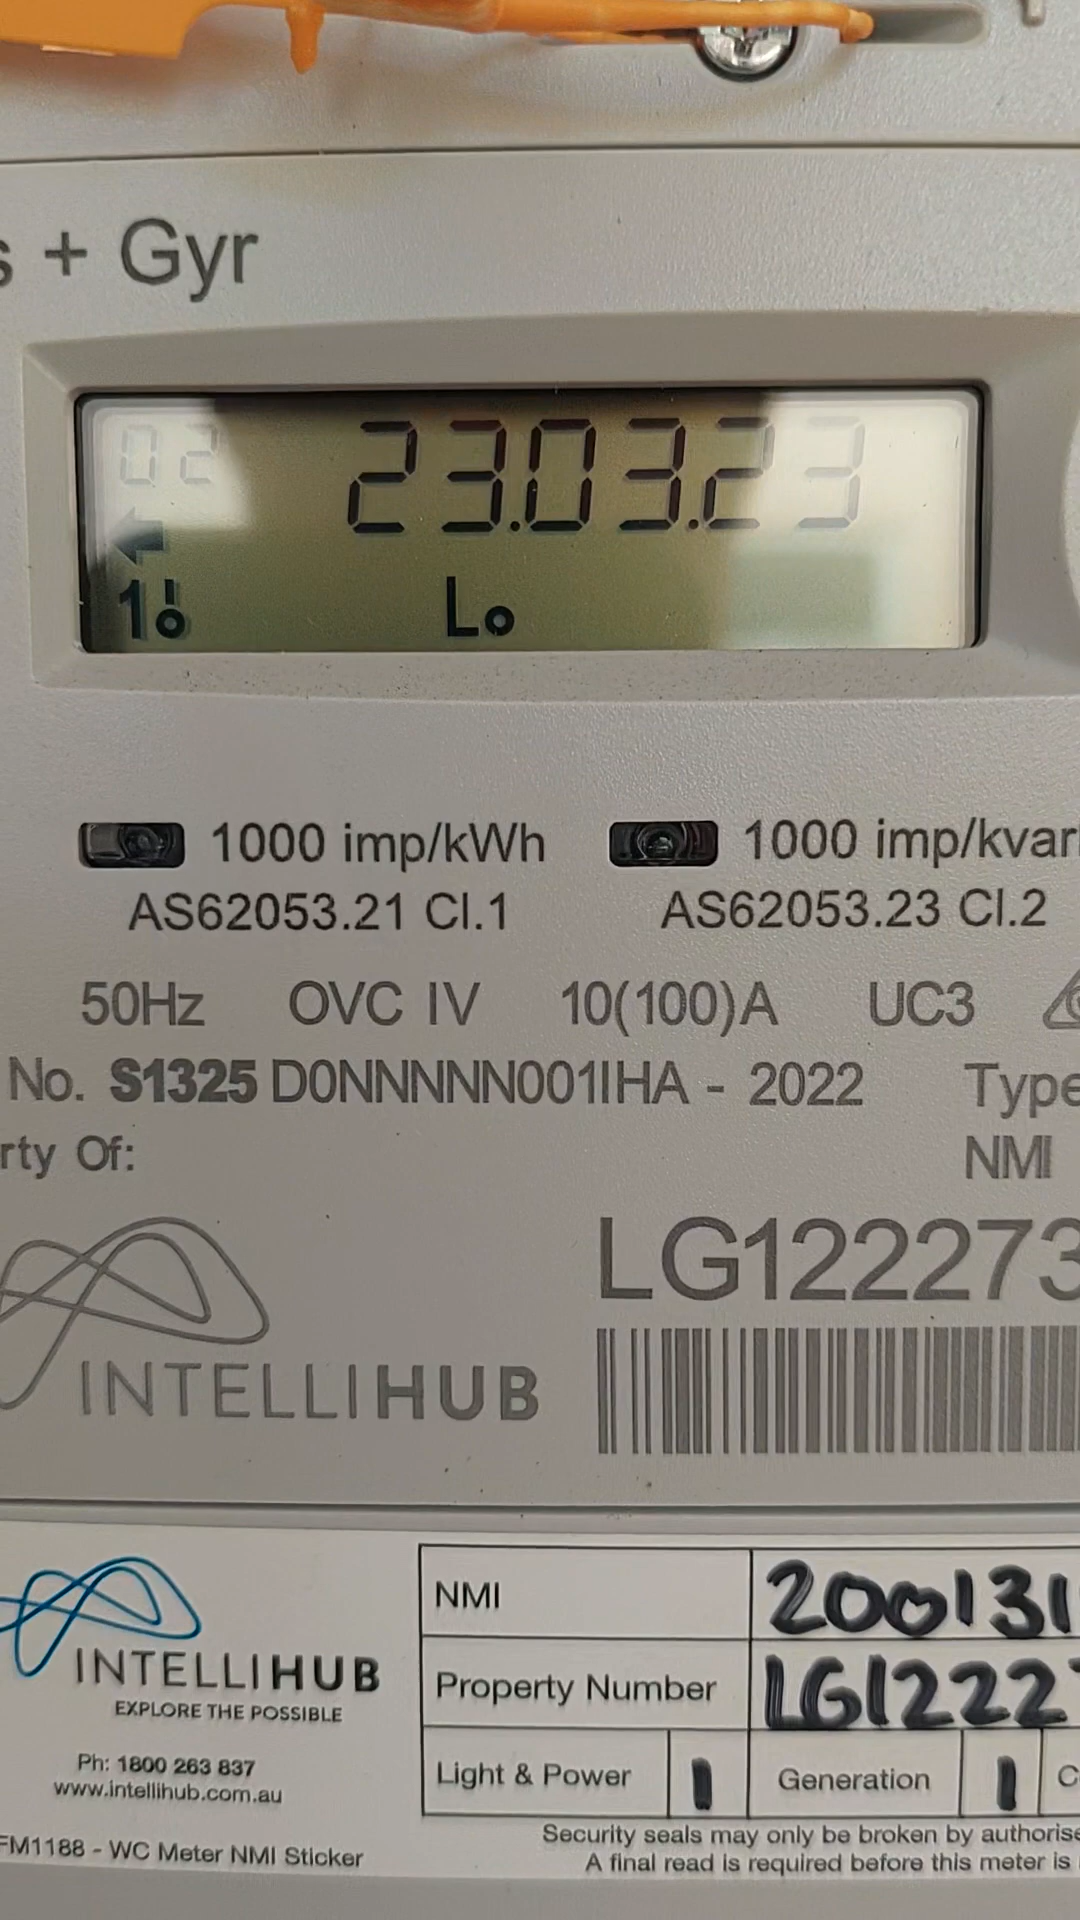 s + Gyr
02 23.03.23
1 Lo
1000 imp/kWh 1000 imp/kvar
AS62053.21 Cl.1 AS62053.23 Cl.2
50Hz OVC IV 10(100)A UC3
No. S1325 D0NNNNN001IHA - 2022 Type
rty Of: NMI
LG122273
INTELLIHUB
NMI 200131
Property Number LG1222
Light & Power 1 Generation 1 C
INTELLIHUB
EXPLORE THE POSSIBLE
Ph: 1800 263 837
www.intellihub.com.au
FM1188 - WC Meter NMI Sticker
Security seals may only be broken by authorise
A final read is required before this meter is